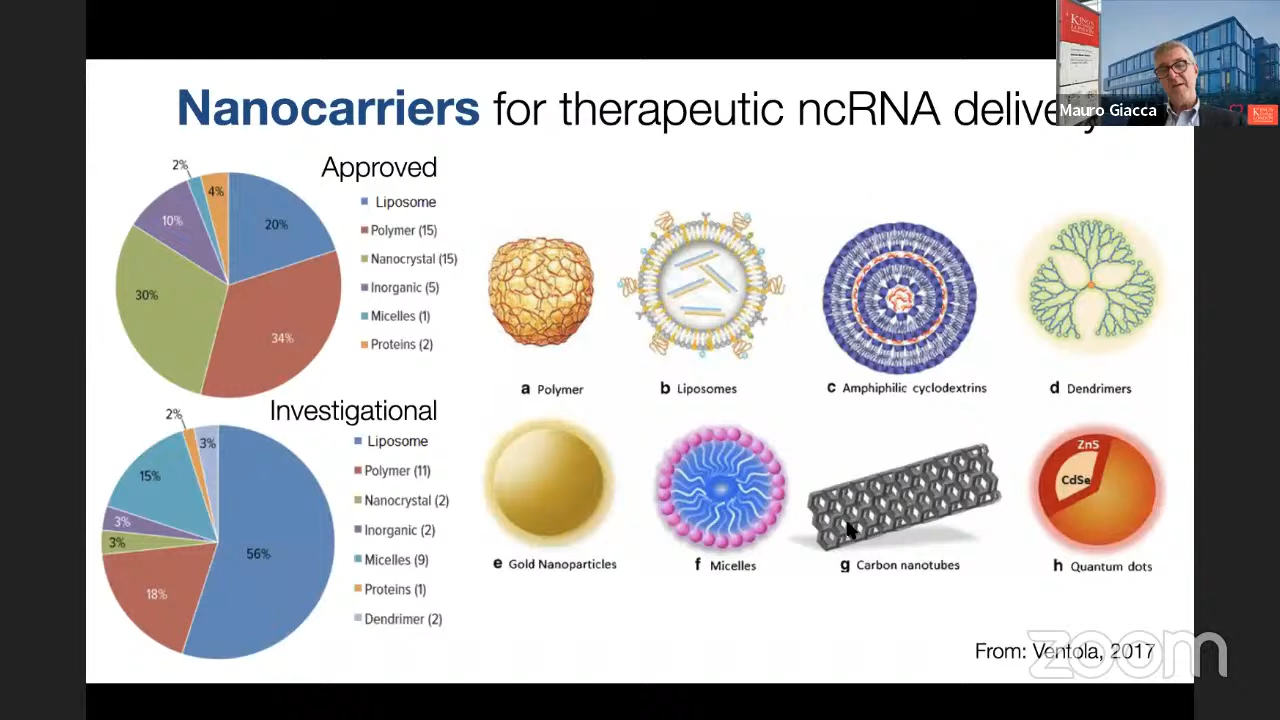 Nanocarriers for therapeutic ncRNA delivery
KING'S
LONDON
Mauro Giacca
Approved
2%
4%
10%
20%
30%
34%
Liposome
Polymer (15)
Nanocrystal (15)
Inorganic (5)
Micelles (1)
Proteins (2)
Investigational
2%
3%
15%
3%
3%
56%
18%
Liposome
Polymer (11)
Nanocrystal (2)
Inorganic (2)
Micelles (9)
Proteins (1)
Dendrimer (2)
a Polymer
b Liposomes
c Amphiphilic cyclodextrins
d Dendrimers
ZnS
CdSe
e Gold Nanoparticles
f Micelles
g Carbon nanotubes
h Quantum dots
From: Ventola, 2017
zoom